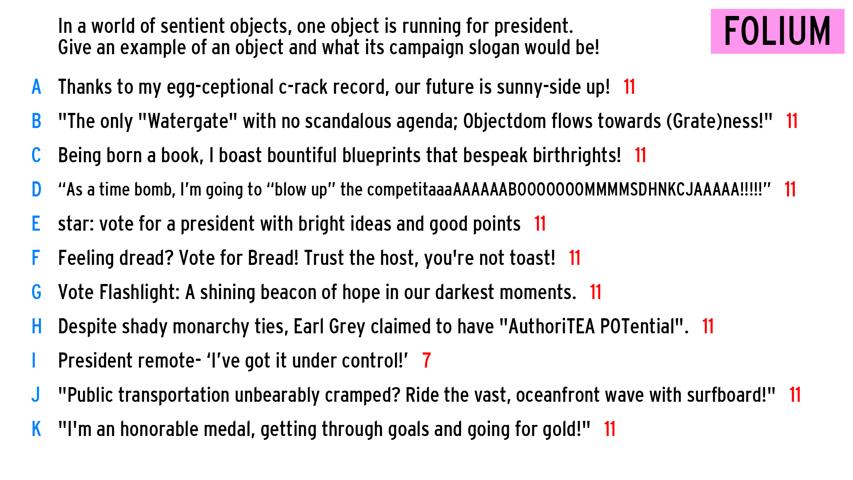 In a world of sentient objects, one object is running for president.
Give an example of an object and what its campaign slogan would be!
FOLIUM
A Thanks to my egg-ceptional c-rack record, our future is sunny-side up! 11
B "The only "Watergate" with no scandalous agenda; Objectdom flows towards (Grate)ness!" 11
C Being born a book, I boast bountiful blueprints that bespeak birthrights! 11
D “As a time bomb, I’m going to “blow up” the competitaaaAAAAAABOOOOOOOMMMMSDHNKCJAAAAA!!!!!” 11
E star: vote for a president with bright ideas and good points 11
F Feeling dread? Vote for Bread! Trust the host, you're not toast! 11
G Vote Flashlight: A shining beacon of hope in our darkest moments. 11
H Despite shady monarchy ties, Earl Grey claimed to have "AuthoriTEA POTential". 11
I President remote- ‘I’ve got it under control!’ 7
J "Public transportation unbearably cramped? Ride the vast, oceanfront wave with surfboard!" 11
K "I'm an honorable medal, getting through goals and going for gold!" 11